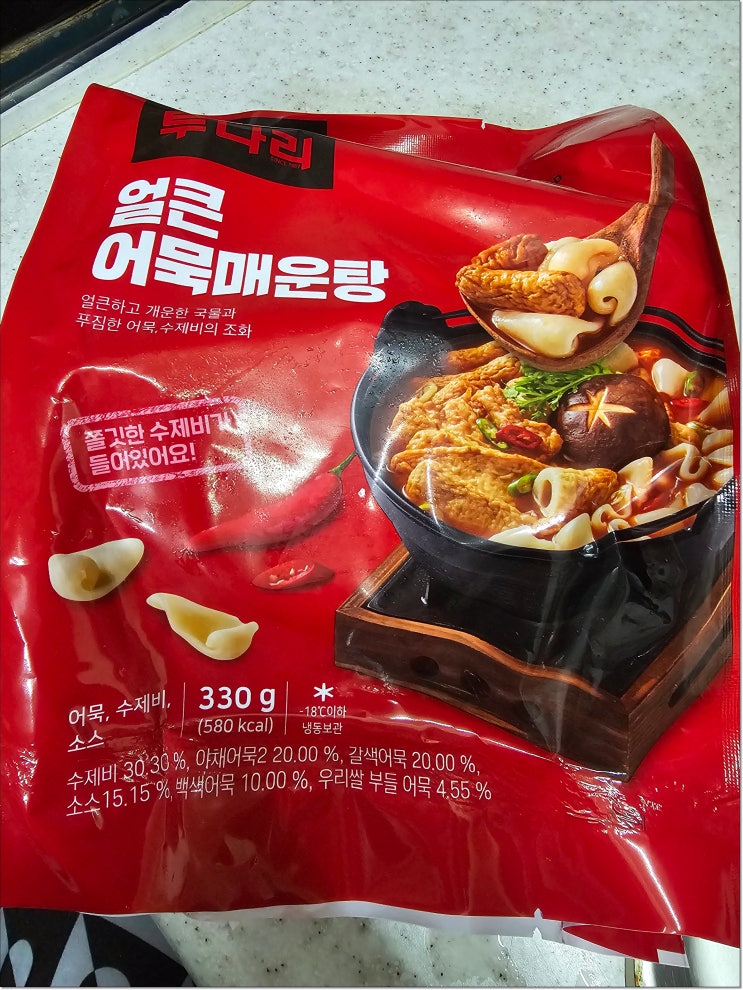 투다리
얼큰
어묵매운탕
얼큰하고 개운한 국물과
푸짐한 어묵,수제비의 조화
쫄깃한 수제비가
들어있어요!
어묵, 수제비,
소스
330 g
(580 kcal)
-18℃이하
냉동보관
수제비 30.30 %, 야채어묵2 20.00 %, 갈색어묵 20.00 %,
소스15.15 %, 백색어묵 10.00 %, 우리쌀 부들 어묵 4.55 %